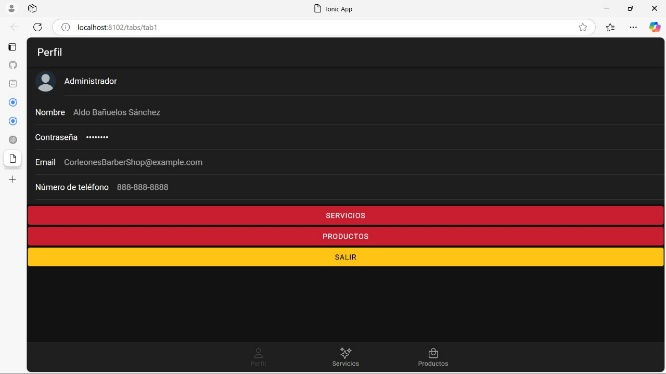 Ionic App
localhost:8102/tabs/tab1
Perfil
Administrador
Nombre Aldo Bañuelos Sánchez
Contraseña ••••••••
Email CorleonesBarberShop@example.com
Número de teléfono 888-888-8888
SERVICIOS
PRODUCTOS
SALIR
Perfil Servicios Productos